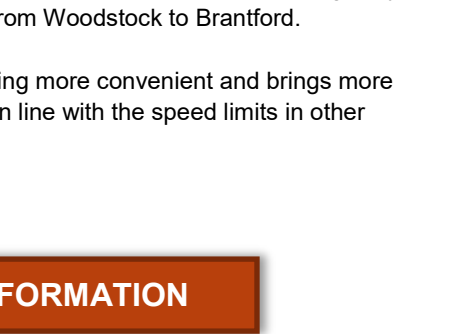 rom Woodstock to Brantford.
ing more convenient and brings more
n line with the speed limits in other
FORMATION